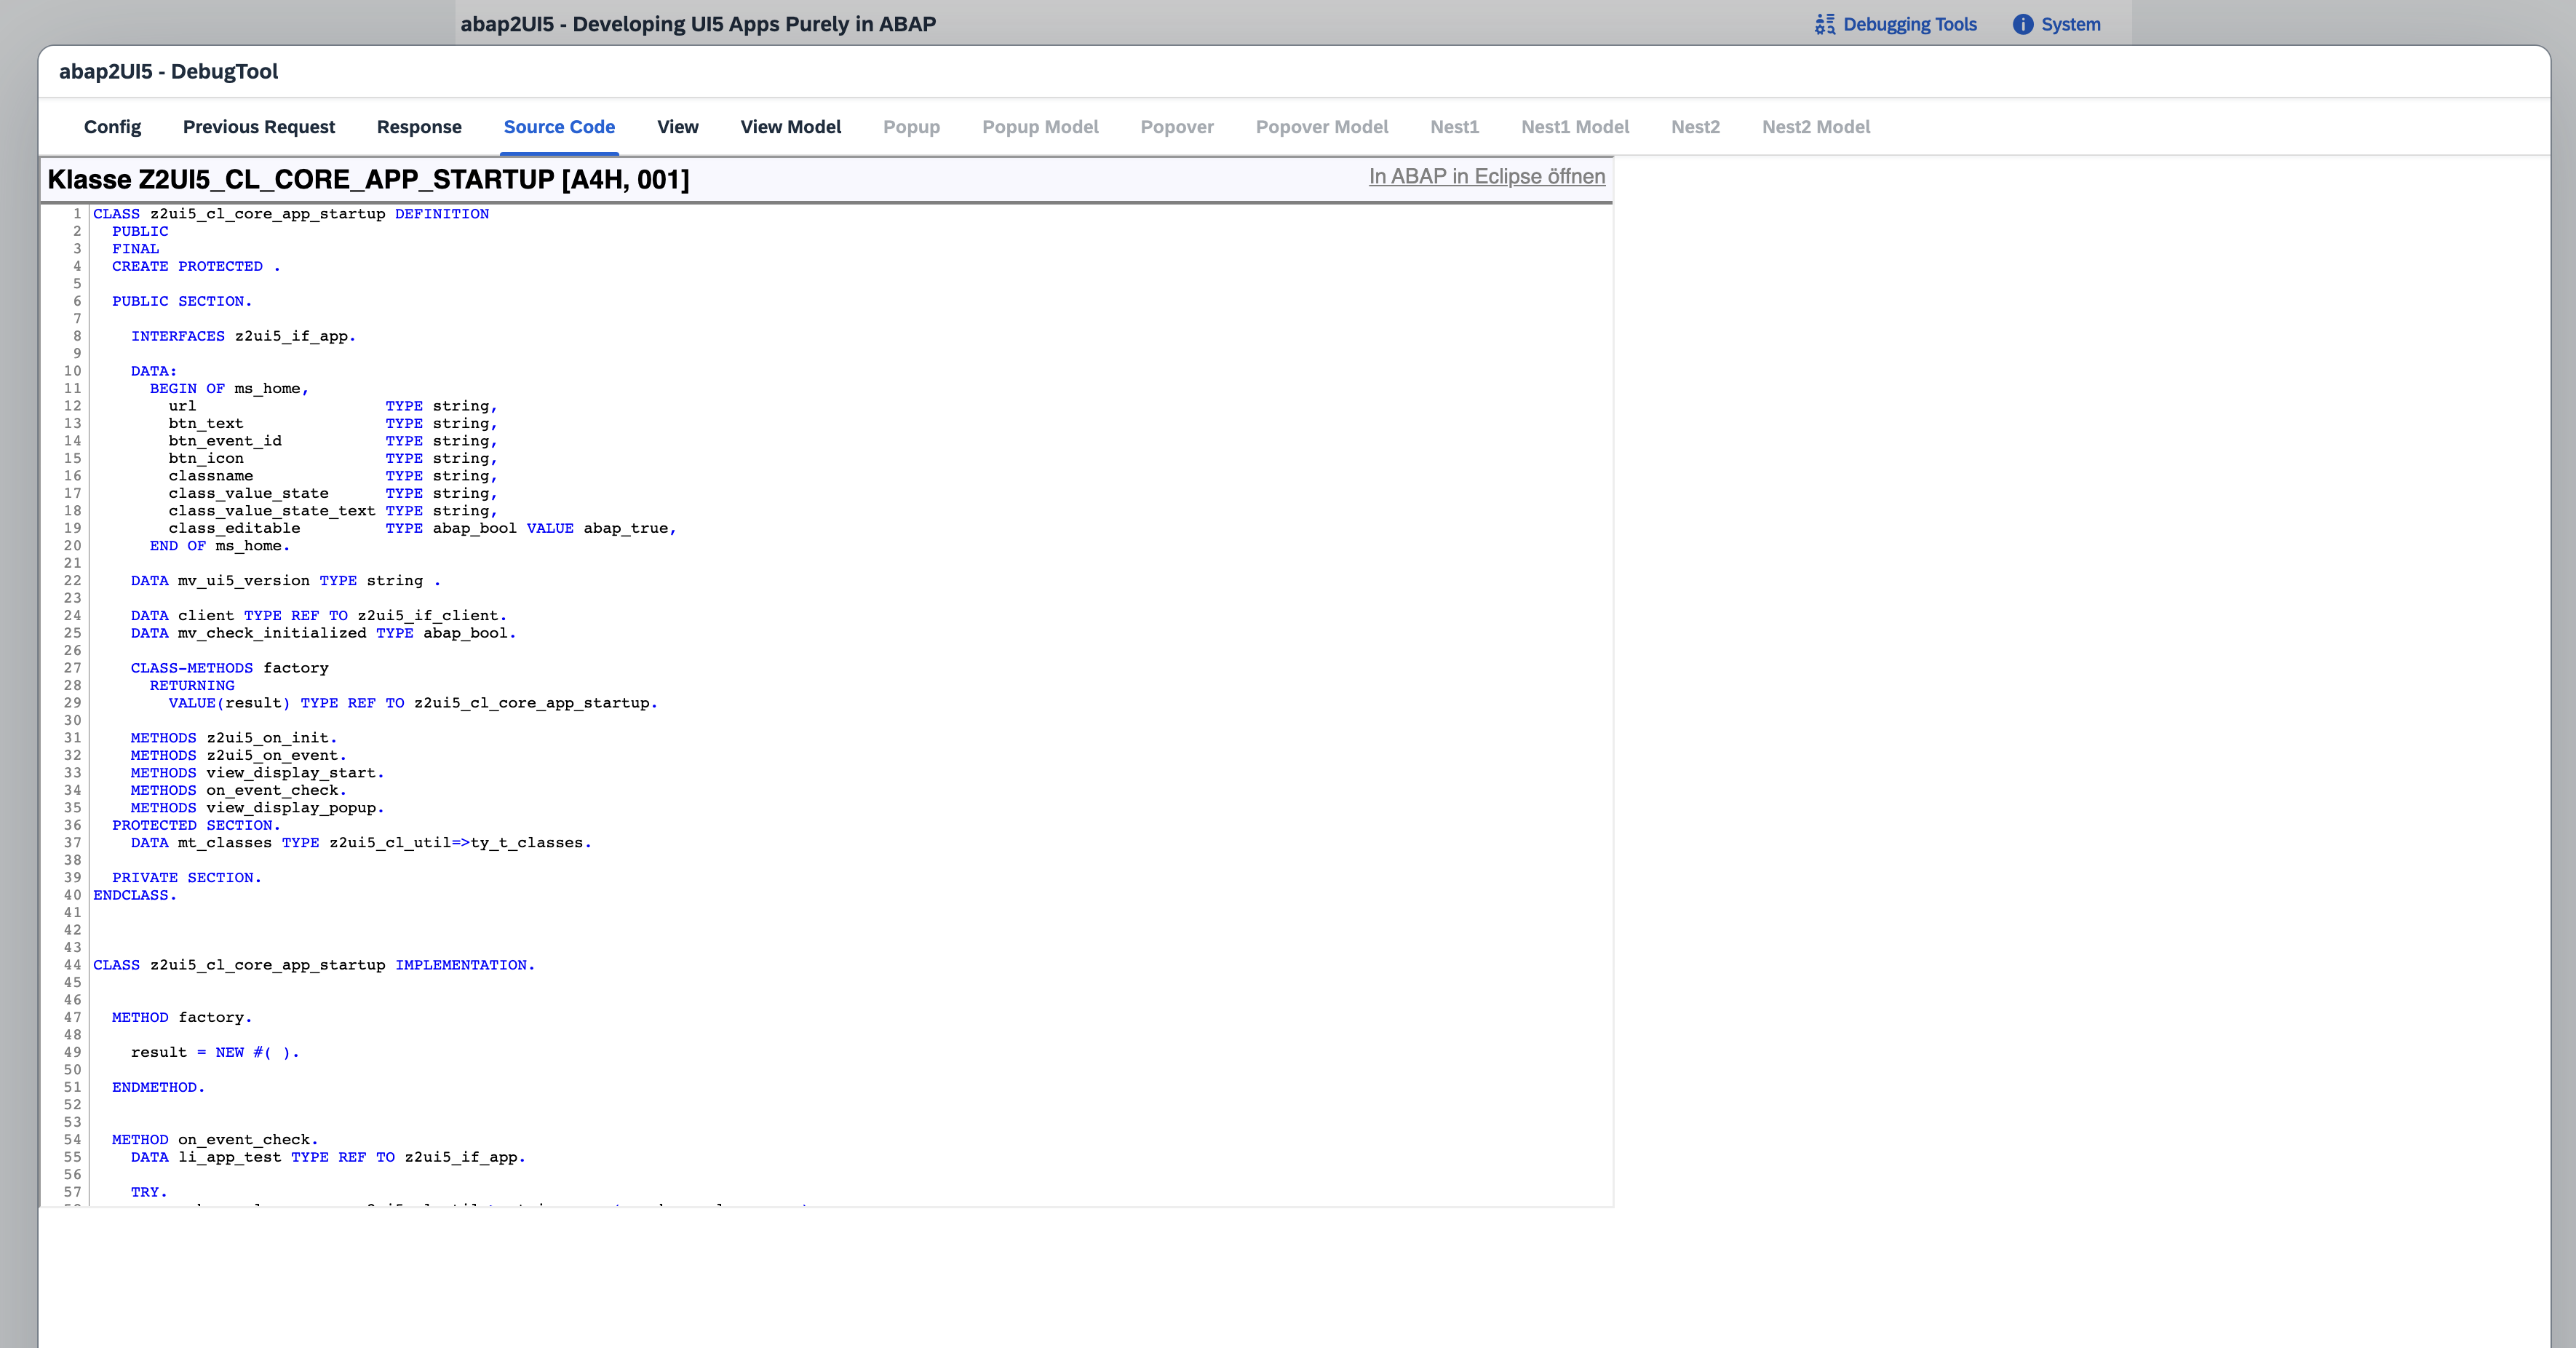 abap2UI5 - Developing UI5 Apps Purely in ABAP
Debugging Tools
System
abap2UI5 - DebugTool
Config Previous Request Response Source Code View View Model Popup Popup Model Popover Popover Model Nest1 Nest1 Model Nest2 Nest2 Model
Klasse Z2UI5_CL_CORE_APP_STARTUP [A4H, 001]
In ABAP in Eclipse öffnen
1 CLASS z2ui5_cl_core_app_startup DEFINITION
2 PUBLIC
3 FINAL
4 CREATE PROTECTED .
5
6 PUBLIC SECTION.
7
8 INTERFACES z2ui5_if_app.
9
10 DATA:
11 BEGIN OF ms_home,
12 url TYPE string,
13 btn_text TYPE string,
14 btn_event_id TYPE string,
15 btn_icon TYPE string,
16 classname TYPE string,
17 class_value_state TYPE string,
18 class_value_state_text TYPE string,
19 class_editable TYPE abap_bool VALUE abap_true,
20 END OF ms_home.
21
22 DATA mv_ui5_version TYPE string .
23
24 DATA client TYPE REF TO z2ui5_if_client.
25 DATA mv_check_initialized TYPE abap_bool.
26
27 CLASS-METHODS factory
28 RETURNING
29 VALUE(result) TYPE REF TO z2ui5_cl_core_app_startup.
30
31 METHODS z2ui5_on_init.
32 METHODS z2ui5_on_event.
33 METHODS view_display_start.
34 METHODS on_event_check.
35 METHODS view_display_popup.
36 PROTECTED SECTION.
37 DATA mt_classes TYPE z2ui5_cl_util=>ty_t_classes.
38
39 PRIVATE SECTION.
40 ENDCLASS.
41
42
43
44 CLASS z2ui5_cl_core_app_startup IMPLEMENTATION.
45
46
47 METHOD factory.
48
49 result = NEW #( ).
50
51 ENDMETHOD.
52
53
54 METHOD on_event_check.
55 DATA li_app_test TYPE REF TO z2ui5_if_app.
56
57 TRY.